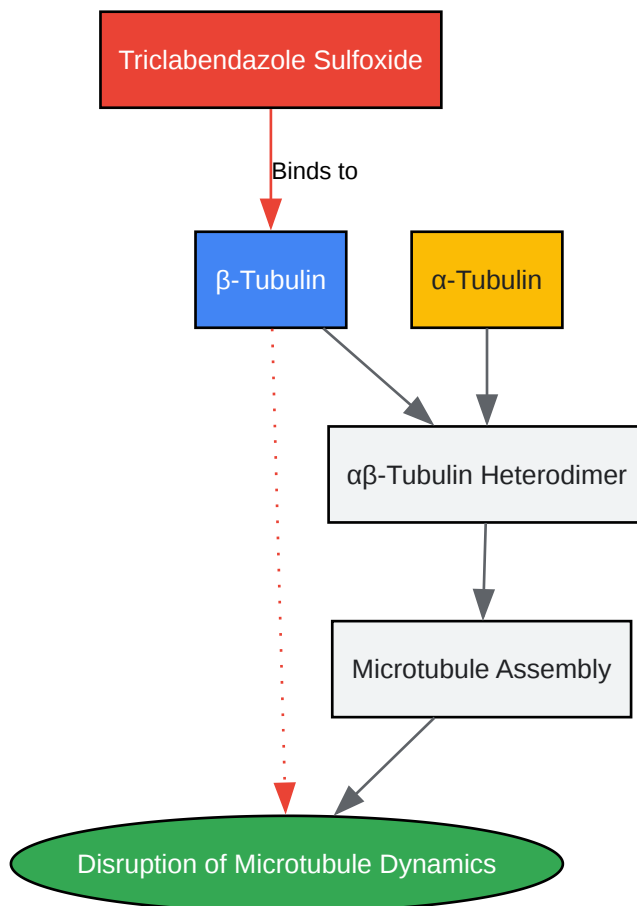 Triclabendazole Sulfoxide
Binds to
β-Tubulin
α-Tubulin
αβ-Tubulin Heterodimer
Microtubule Assembly
Disruption of Microtubule Dynamics